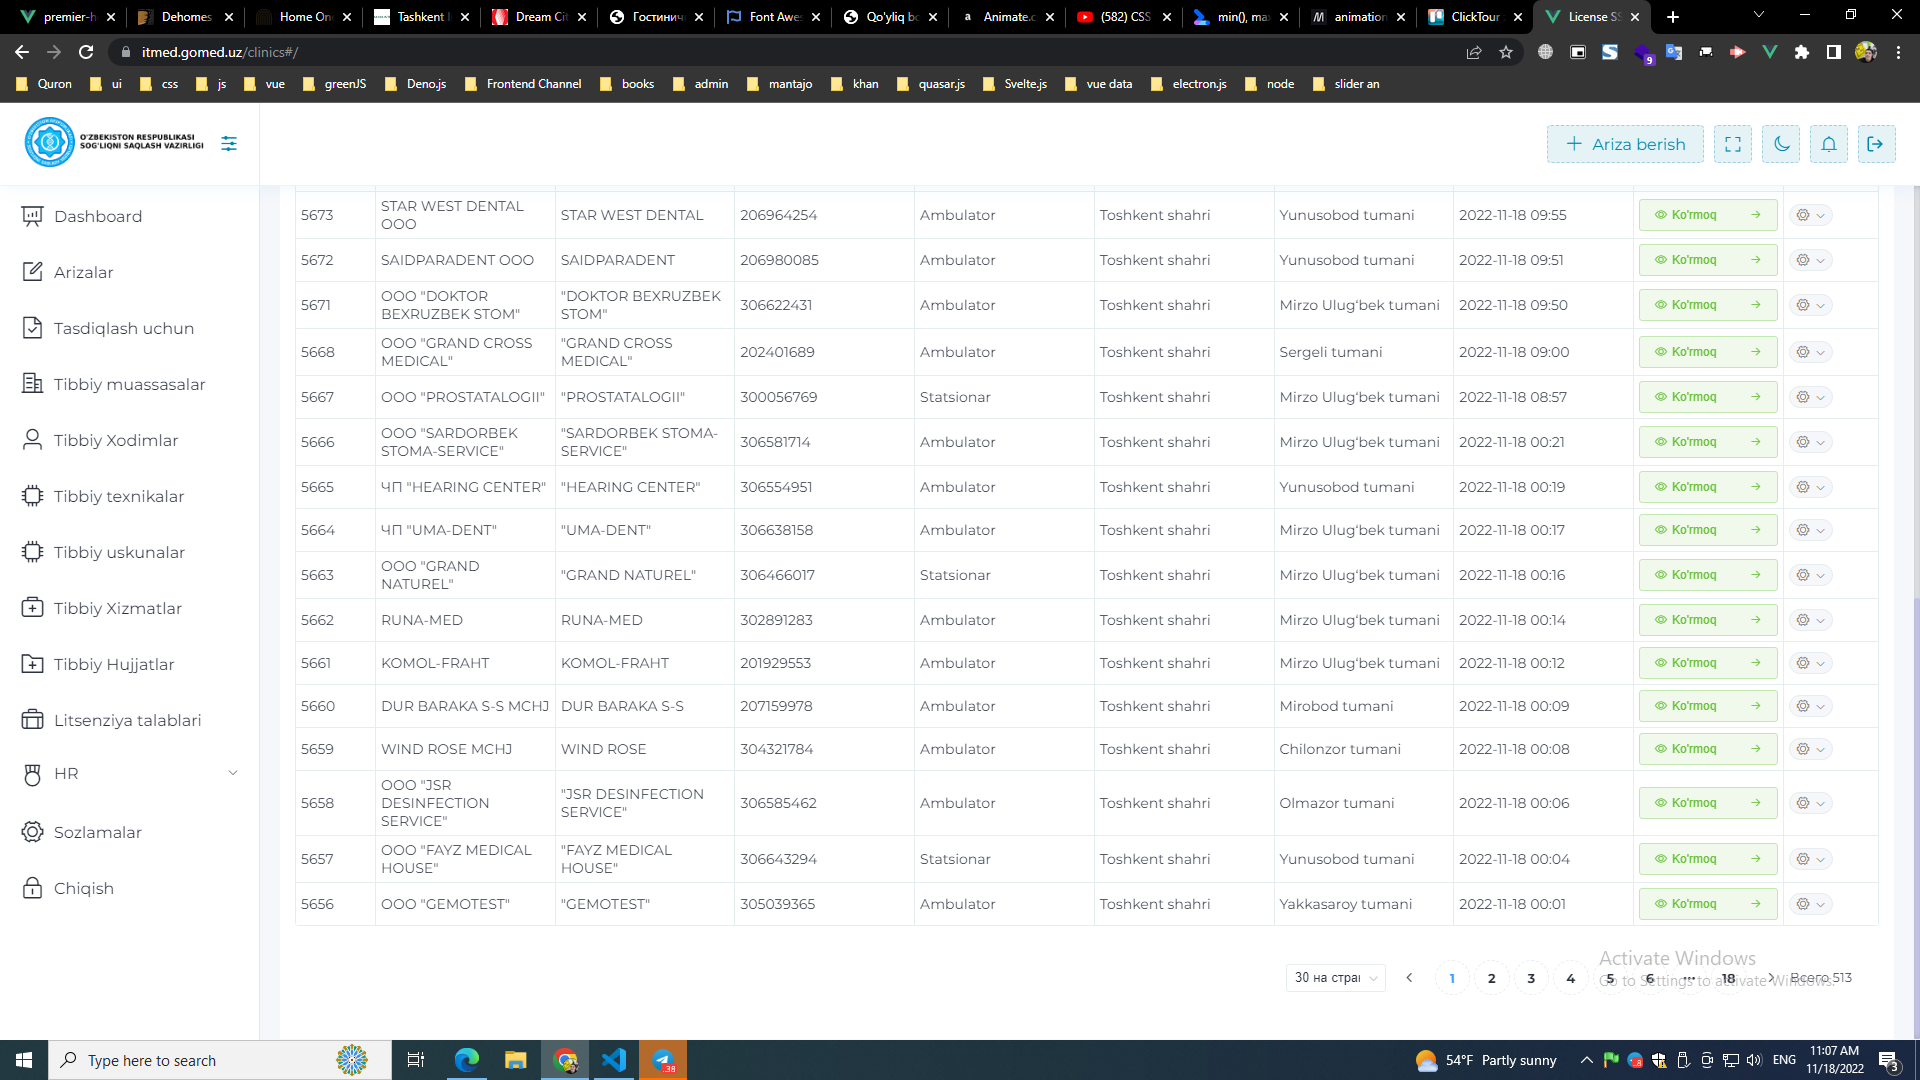 premier-h
Dehomes
Home On
Tashkent I
Dream Cit
Гостинич
Font Awe
Qo'yliq bo
Animate.c
(582) CSS
min(), ma
animation
ClickTour
License SS
itmed.gomed.uz/clinics#/
9
Quron
ui
css
js
vue
greenJS
Deno.js
Frontend Channel
books
admin
mantajo
khan
quasar.js
Svelte.js
vue data
electron.js
node
slider an
O'ZBEKISTON RESPUBLIKASI
SOG'LIQNI SAQLASH VAZIRLIGI
Ariza berish
Dashboard
Arizalar
Tasdiqlash uchun
Tibbiy muassasalar
Tibbiy Xodimlar
Tibbiy texnikalar
Tibbiy uskunalar
Tibbiy Xizmatlar
Tibbiy Hujjatlar
Litsenziya talablari
HR
Sozlamalar
Chiqish
5673 STAR WEST DENTAL OOO STAR WEST DENTAL 206964254 Ambulator Toshkent shahri Yunusobod tumani 2022-11-18 09:55 Ko'rmoq
5672 SAIDPARADENT OOO SAIDPARADENT 206980085 Ambulator Toshkent shahri Yunusobod tumani 2022-11-18 09:51 Ko'rmoq
5671 ООО "DOKTOR BEXRUZBEK STOM" "DOKTOR BEXRUZBEK STOM" 306622431 Ambulator Toshkent shahri Mirzo Ulug‘bek tumani 2022-11-18 09:50 Ko'rmoq
5668 ООО "GRAND CROSS MEDICAL" "GRAND CROSS MEDICAL" 202401689 Ambulator Toshkent shahri Sergeli tumani 2022-11-18 09:00 Ko'rmoq
5667 ООО "PROSTATALOGII" "PROSTATALOGII" 300056769 Statsionar Toshkent shahri Mirzo Ulug‘bek tumani 2022-11-18 08:57 Ko'rmoq
5666 ООО "SARDORBEK STOMA-SERVICE" "SARDORBEK STOMA-SERVICE" 306581714 Ambulator Toshkent shahri Mirzo Ulug‘bek tumani 2022-11-18 00:21 Ko'rmoq
5665 ЧП "HEARING CENTER" "HEARING CENTER" 306554951 Ambulator Toshkent shahri Yunusobod tumani 2022-11-18 00:19 Ko'rmoq
5664 ЧП "UMA-DENT" "UMA-DENT" 306638158 Ambulator Toshkent shahri Mirzo Ulug‘bek tumani 2022-11-18 00:17 Ko'rmoq
5663 ООО "GRAND NATUREL" "GRAND NATUREL" 306466017 Statsionar Toshkent shahri Mirzo Ulug‘bek tumani 2022-11-18 00:16 Ko'rmoq
5662 RUNA-MED RUNA-MED 302891283 Ambulator Toshkent shahri Mirzo Ulug‘bek tumani 2022-11-18 00:14 Ko'rmoq
5661 KOMOL-FRAHT KOMOL-FRAHT 201929553 Ambulator Toshkent shahri Mirzo Ulug‘bek tumani 2022-11-18 00:12 Ko'rmoq
5660 DUR BARAKA S-S MCHJ DUR BARAKA S-S 207159978 Ambulator Toshkent shahri Mirobod tumani 2022-11-18 00:09 Ko'rmoq
5659 WIND ROSE MCHJ WIND ROSE 304321784 Ambulator Toshkent shahri Chilonzor tumani 2022-11-18 00:08 Ko'rmoq
5658 ООО "JSR DESINFECTION SERVICE" "JSR DESINFECTION SERVICE" 306585462 Ambulator Toshkent shahri Olmazor tumani 2022-11-18 00:06 Ko'rmoq
5657 ООО "FAYZ MEDICAL HOUSE" "FAYZ MEDICAL HOUSE" 306643294 Statsionar Toshkent shahri Yunusobod tumani 2022-11-18 00:04 Ko'rmoq
5656 ООО "GEMOTEST" "GEMOTEST" 305039365 Ambulator Toshkent shahri Yakkasaroy tumani 2022-11-18 00:01 Ko'rmoq
30 на стран 1 2 3 4 5 6 ... 18 Всего 513
Activate Windows
Go to Settings to activate Windows.
Type here to search
.38
54°F Partly sunny
ENG
11:07 AM
11/18/2022
3